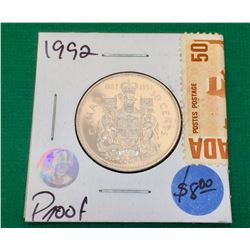 1992
50
CANADA
50 CENTS
1867 1992
ADA
POSTES POSTAGE
$8.00
Proof